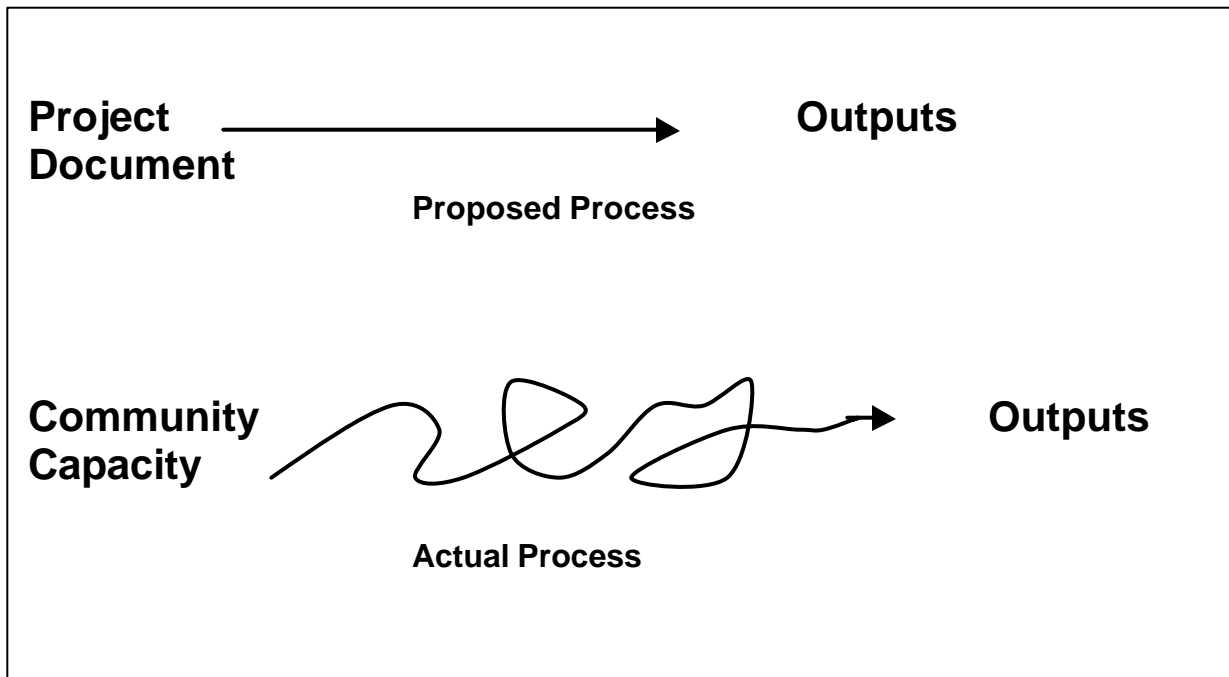 Project
Document
Outputs
Proposed Process
Community
Capacity
Outputs
Actual Process